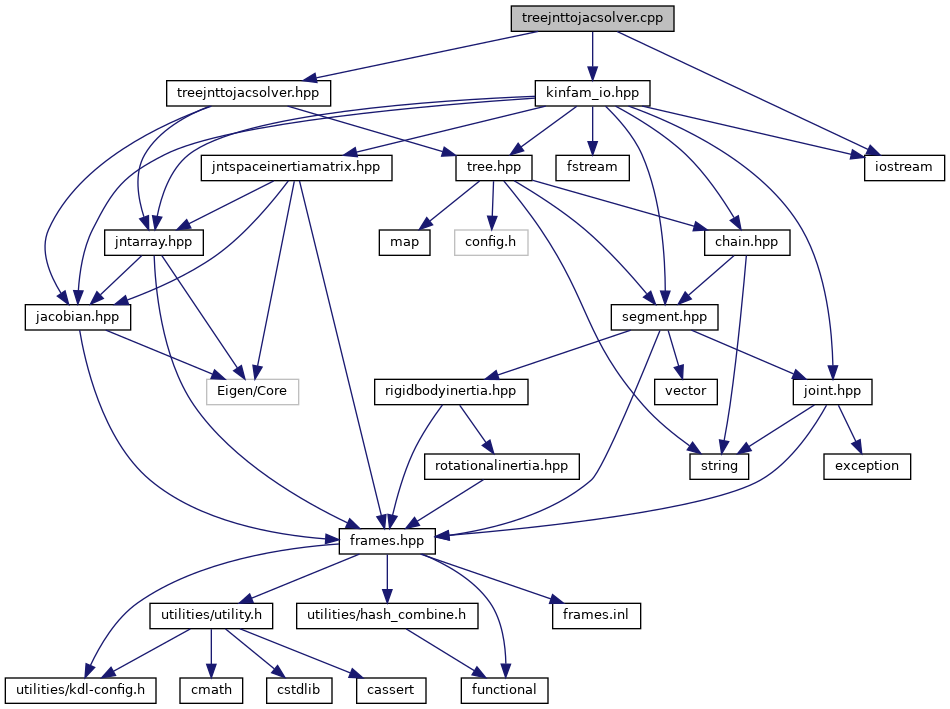 treejnttojacsolver.cpp
treejnttojacsolver.hpp
kinfam_io.hpp
jntspaceinertiamatrix.hpp
tree.hpp
fstream
iostream
jntarray.hpp
map
config.h
chain.hpp
jacobian.hpp
segment.hpp
Eigen/Core
rigidbodyinertia.hpp
vector
joint.hpp
rotationalinertia.hpp
string
exception
frames.hpp
utilities/utility.h
utilities/hash_combine.h
frames.inl
utilities/kdl-config.h
cmath
cstdlib
cassert
functional